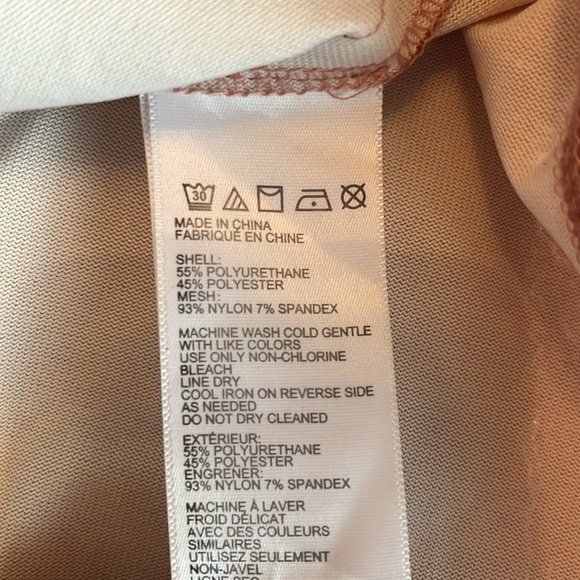 30
MADE IN CHINA
FABRIQUÉ EN CHINE
SHELL:
55% POLYURETHANE
45% POLYESTER
MESH:
93% NYLON 7% SPANDEX
MACHINE WASH COLD GENTLE
WITH LIKE COLORS
USE ONLY NON-CHLORINE
BLEACH
LINE DRY
COOL IRON ON REVERSE SIDE
AS NEEDED
DO NOT DRY CLEANED
EXTÉRIEUR:
55% POLYURETHANE
45% POLYESTER
ENGRENER:
93% NYLON 7% SPANDEX
MACHINE À LAVER
FROID DÉLICAT
AVEC DES COULEURS
SIMILAIRES
UTILISEZ SEULEMENT
NON-JAVEL
LIGNE SEC